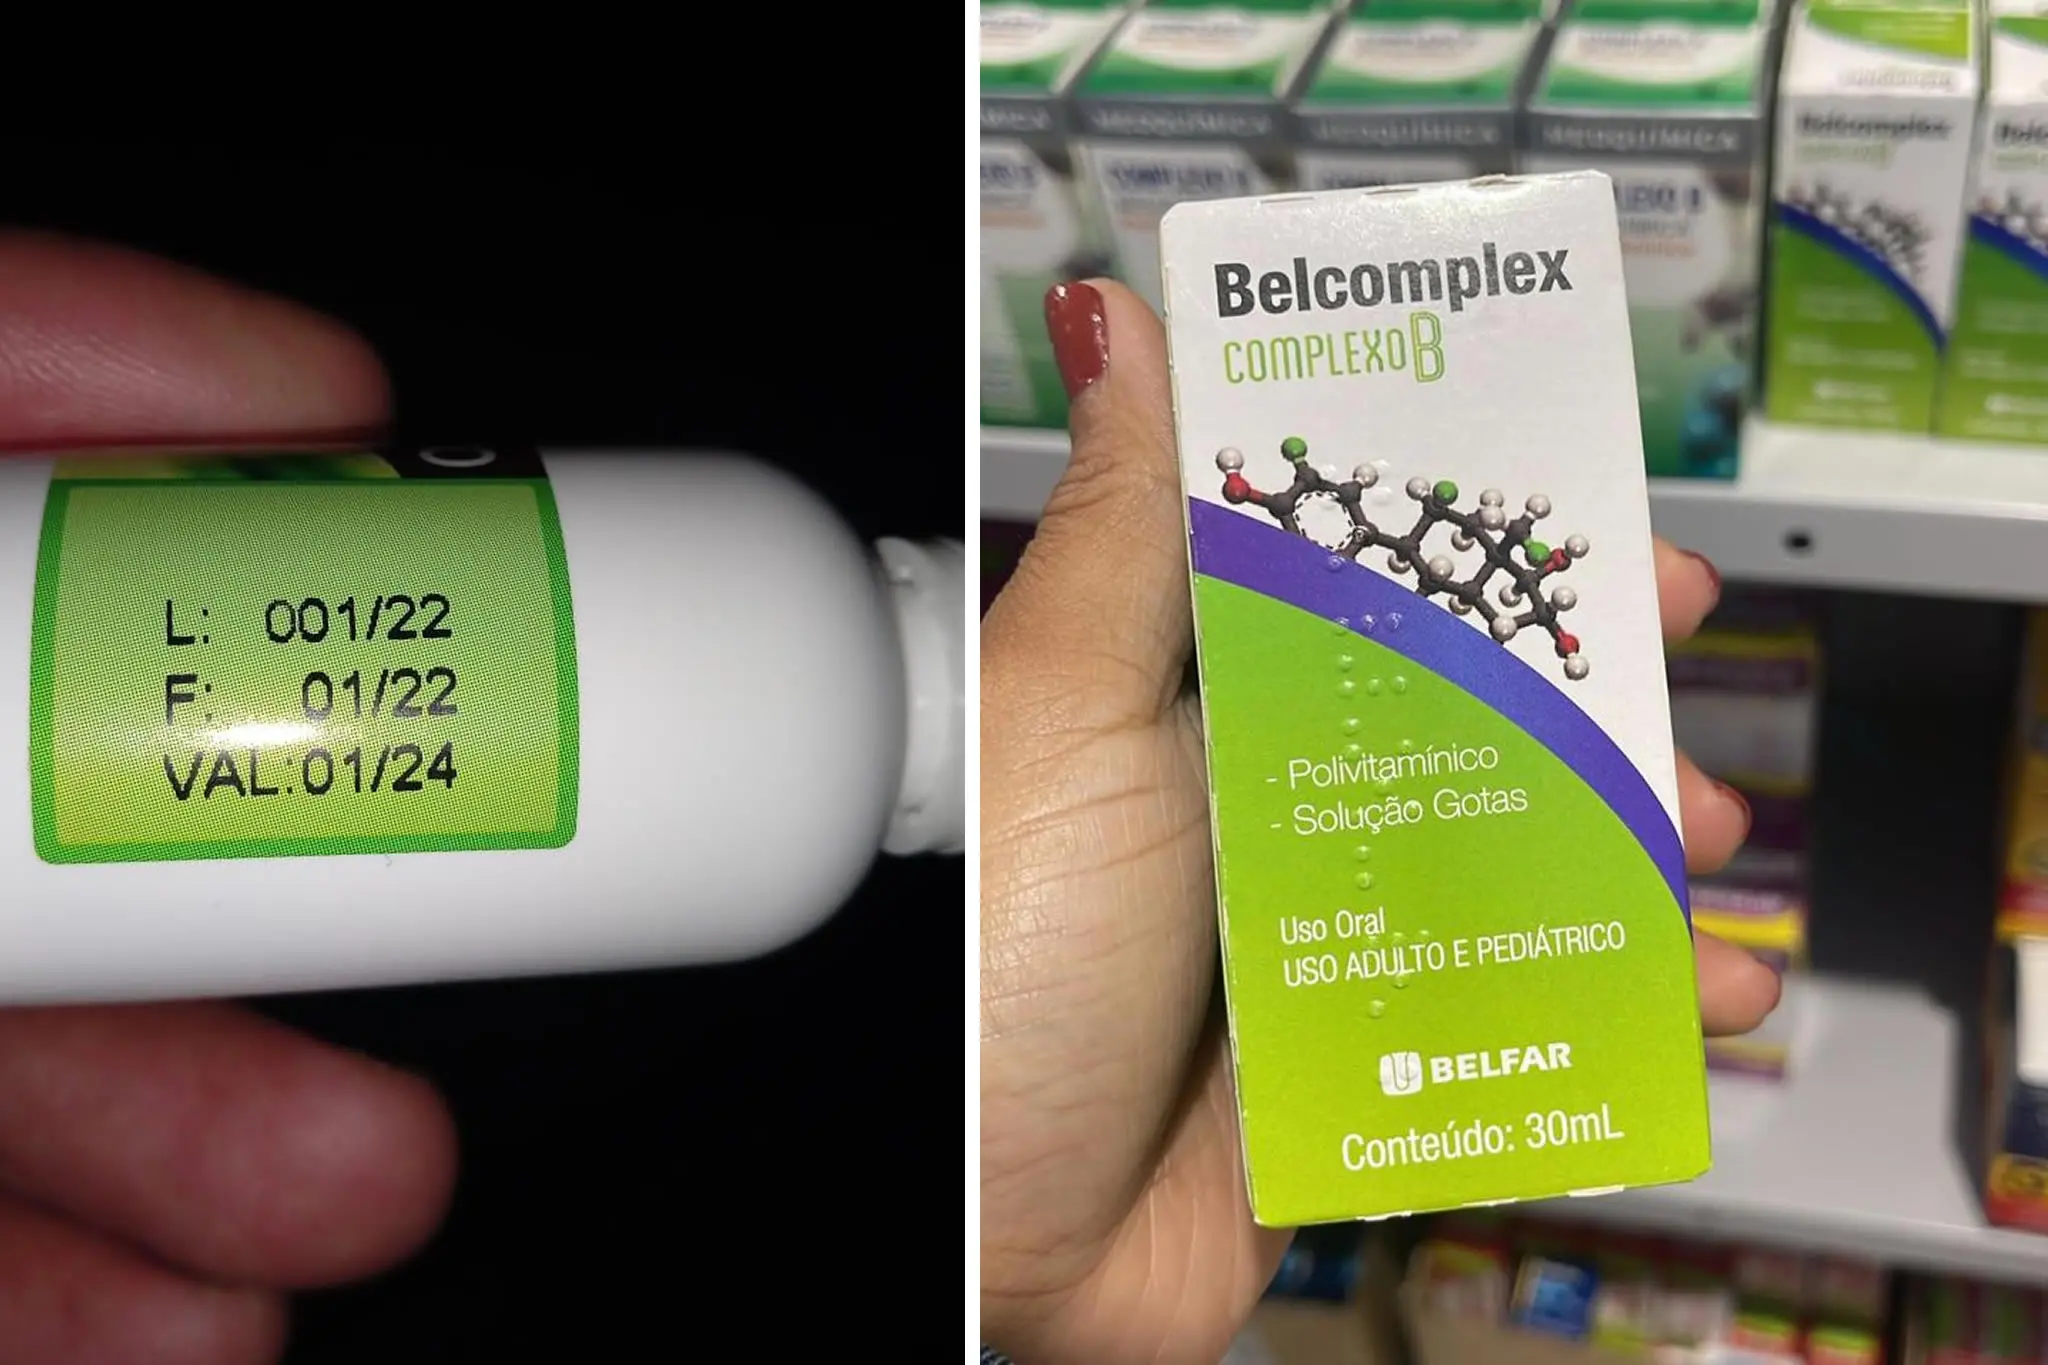 L: 001/22
F: 01/22
VAL:01/24
Belcomplex
COMPLEXO B
- Polivitamínico
- Solução Gotas
Uso Oral
USO ADULTO E PEDIÁTRICO
BELFAR
Conteúdo: 30mL
Belcomplex